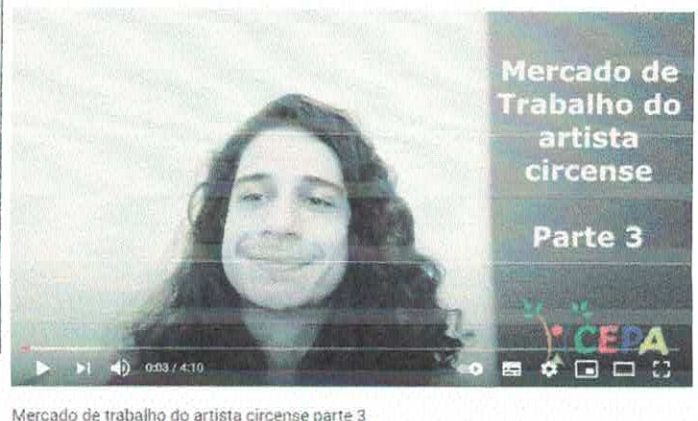 Mercado de
Trabalho do
artista
circense
Parte 3
CEPA
0:03 / 4:10
Mercado de trabalho do artista circense parte 3